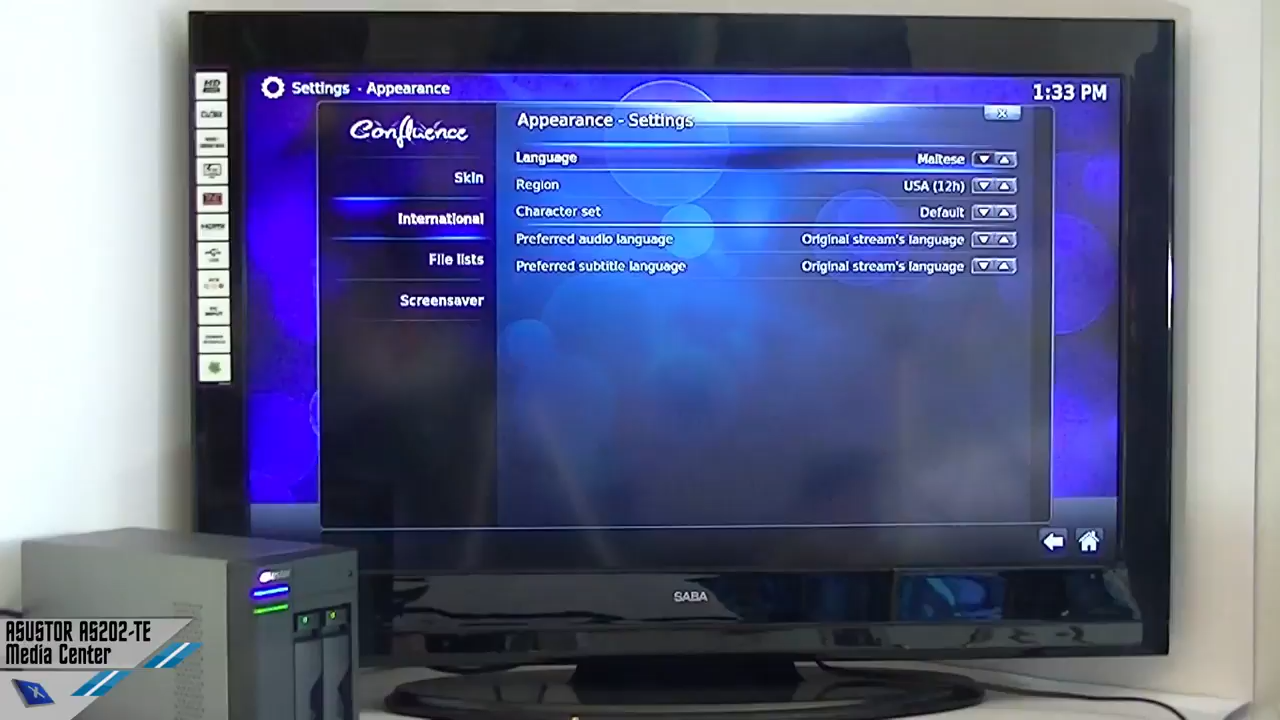 Settings - Appearance
1:33 PM
Confluence
Skin
International
File lists
Screensaver
Appearance - Settings
Language Maltese
Region USA (12h)
Character set Default
Preferred audio language Original stream's language
Preferred subtitle language Original stream's language
SABA
ASUSTOR AS202-TE
Media Center